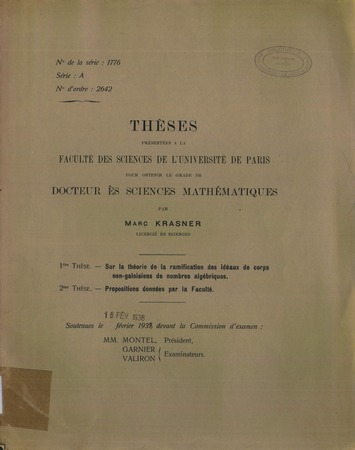 N° de la série : 1776
Série : A
N° d'ordre : 2642
THÈSES
PRÉSENTÉES A LA
FACULTÉ DES SCIENCES DE L'UNIVERSITÉ DE PARIS
POUR OBTENIR LE GRADE DE
DOCTEUR ÈS SCIENCES MATHÉMATIQUES
PAR
MARC KRASNER
LICENCIÉ ÈS SCIENCES
1ère THÈSE. — Sur la théorie de la ramification des idéaux de corps
non-galoisiens de nombres algébriques.
2ème THÈSE. — Propositions données par la Faculté.
18 FÉV. 1938
Soutenues le février 1938 devant la Commission d'examen :
MM. MONTEL, Président,
GARNIER
VALIRON
Examinateurs.